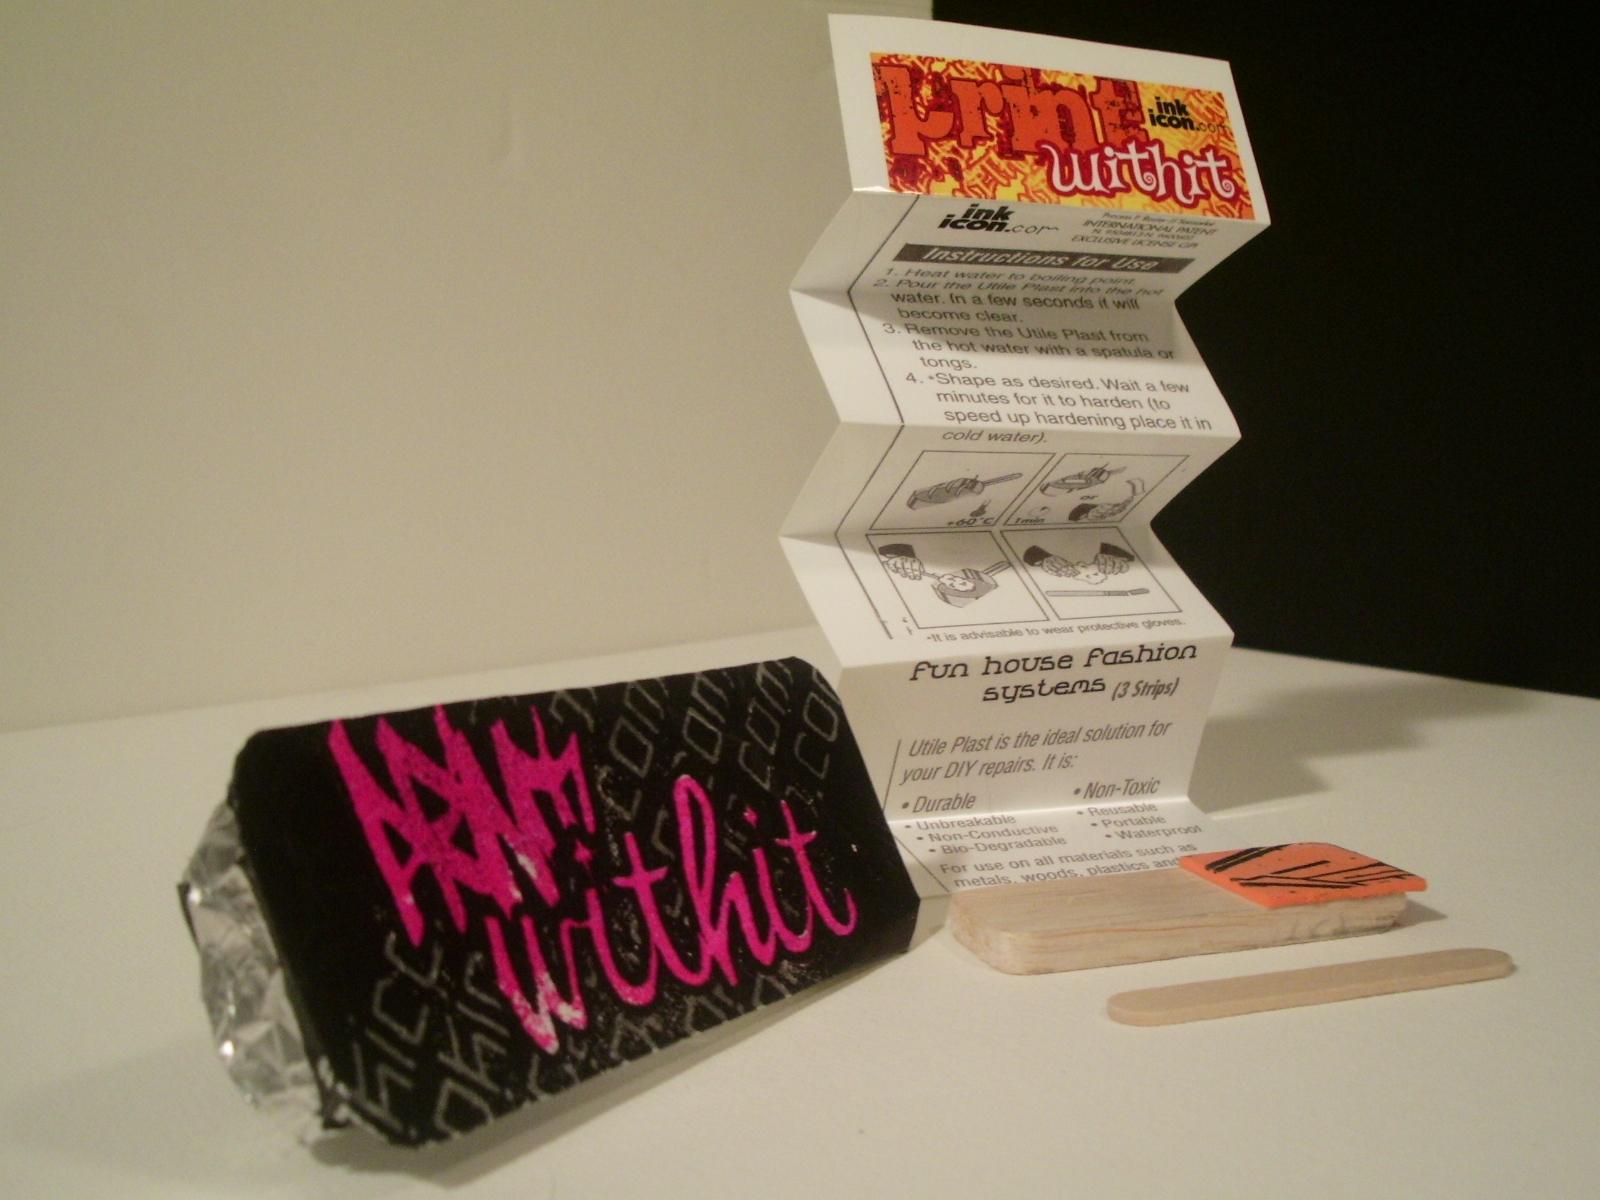 print
ink
icon.com
withit
ink
icon.com
INTERNATIONAL PATENT
EXCLUSIVE LICENSE GPI
Instructions for Use
1. Heat water to boiling point.
2. Pour the Utile Plast into the hot
water. In a few seconds it will
become clear.
3. Remove the Utile Plast from
the hot water with a spatula or
tongs.
4. *Shape as desired. Wait a few
minutes for it to harden (to
speed up hardening place it in
cold water).
+60°C
1min
or
*It is advisable to wear protective gloves.
fun house fashion
systems (3 Strips)
Utile Plast is the ideal solution for
your DIY repairs. It is:
• Durable
• Non-Toxic
• Unbreakable
• Reusable
• Non-Conductive
• Portable
• Bio-Degradable
• Waterproof
For use on all materials such as
metals, woods, plastics and
PRINT
withit